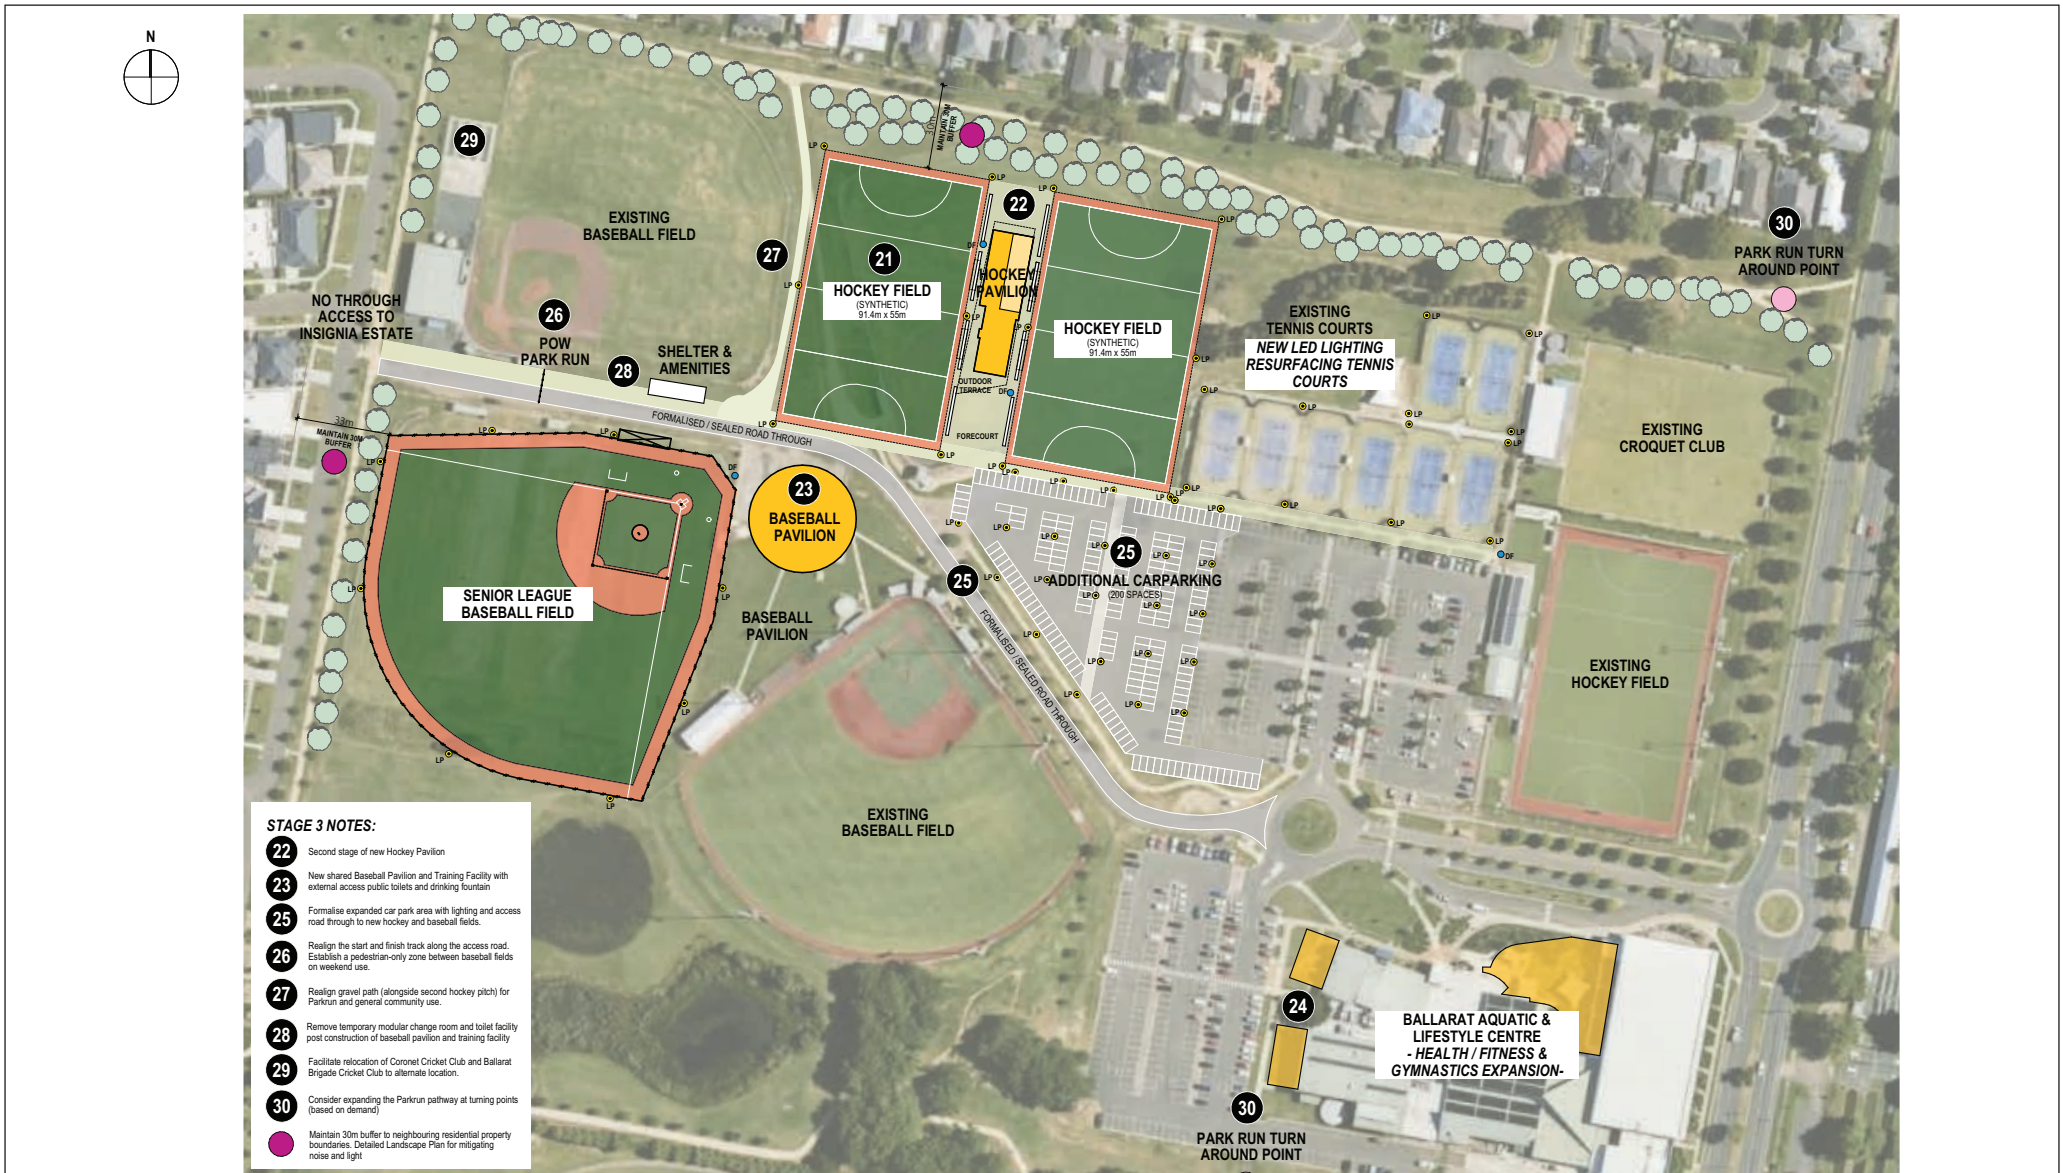 N
29
EXISTING
BASEBALL FIELD
NO THROUGH
ACCESS TO
INSIGNIA ESTATE
26
POW
PARK RUN
28
SHELTER &
AMENITIES
27
LP
30m
MAINTAIN 30M
BUFFER
21
HOCKEY FIELD
(SYNTHETIC)
91.4m x 55m
22
HOCKEY
PAVILION
DF
OUTDOOR
TERRACE
DF
FORECOURT
HOCKEY FIELD
(SYNTHETIC)
91.4m x 55m
30
PARK RUN TURN
AROUND POINT
EXISTING
TENNIS COURTS
NEW LED LIGHTING
RESURFACING TENNIS
COURTS
EXISTING
CROQUET CLUB
33m
MAINTAIN 30M
BUFFER
FORMALISED / SEALED ROAD THROUGH
DF
23
BASEBALL
PAVILION
SENIOR LEAGUE
BASEBALL FIELD
BASEBALL
PAVILION
25
FORMALISED / SEALED ROAD THROUGH
25
ADDITIONAL CARPARKING
(200 SPACES)
DF
EXISTING
HOCKEY FIELD
EXISTING
BASEBALL FIELD
24
BALLARAT AQUATIC &
LIFESTYLE CENTRE
- HEALTH / FITNESS &
GYMNASTICS EXPANSION-
30
PARK RUN TURN
AROUND POINT
STAGE 3 NOTES:
22 Second stage of new Hockey Pavilion
23 New shared Baseball Pavilion and Training Facility with
external access public toilets and drinking fountain
25 Formalise expanded car park area with lighting and access
road through to new hockey and baseball fields.
26 Realign the start and finish track along the access road.
Establish a pedestrian-only zone between baseball fields
on weekend use.
27 Realign gravel path (alongside second hockey pitch) for
Parkrun and general community use.
28 Remove temporary modular change room and toilet facility
post construction of baseball pavilion and training facility
29 Facilitate relocation of Coronet Cricket Club and Ballarat
Brigade Cricket Club to alternate location.
30 Consider expanding the Parkrun pathway at turning points
(based on demand)
Maintain 30m buffer to neighbouring residential property
boundaries. Detailed Landscape Plan for mitigating
noise and light